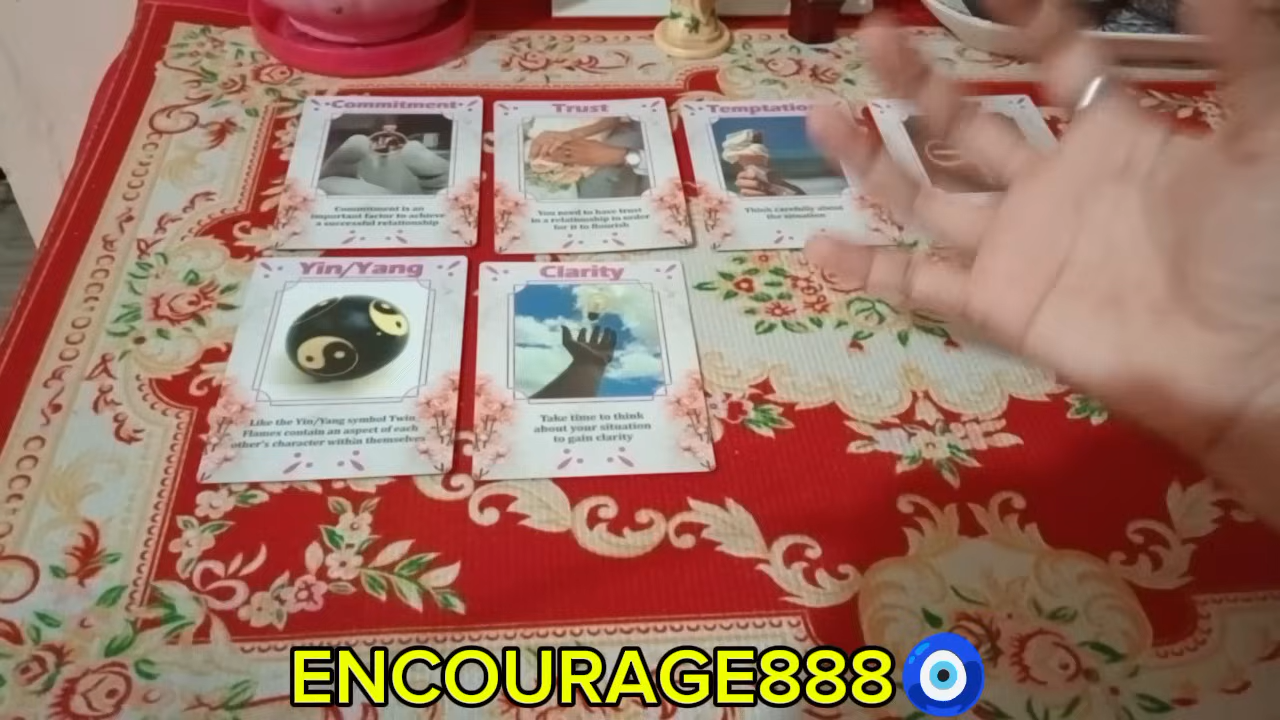 Commitment
Commitment is an
important factor to achieve
a successful relationship
Trust
You need to have trust
in a relationship in order
for it to flourish
Temptation
Think carefully about
the situation
Yin/Yang
Like the Yin/Yang symbol Twin
Flames contain an aspect of each
other's character within themselves
Clarity
Take time to think
about your situation
to gain clarity
ENCOURAGE888